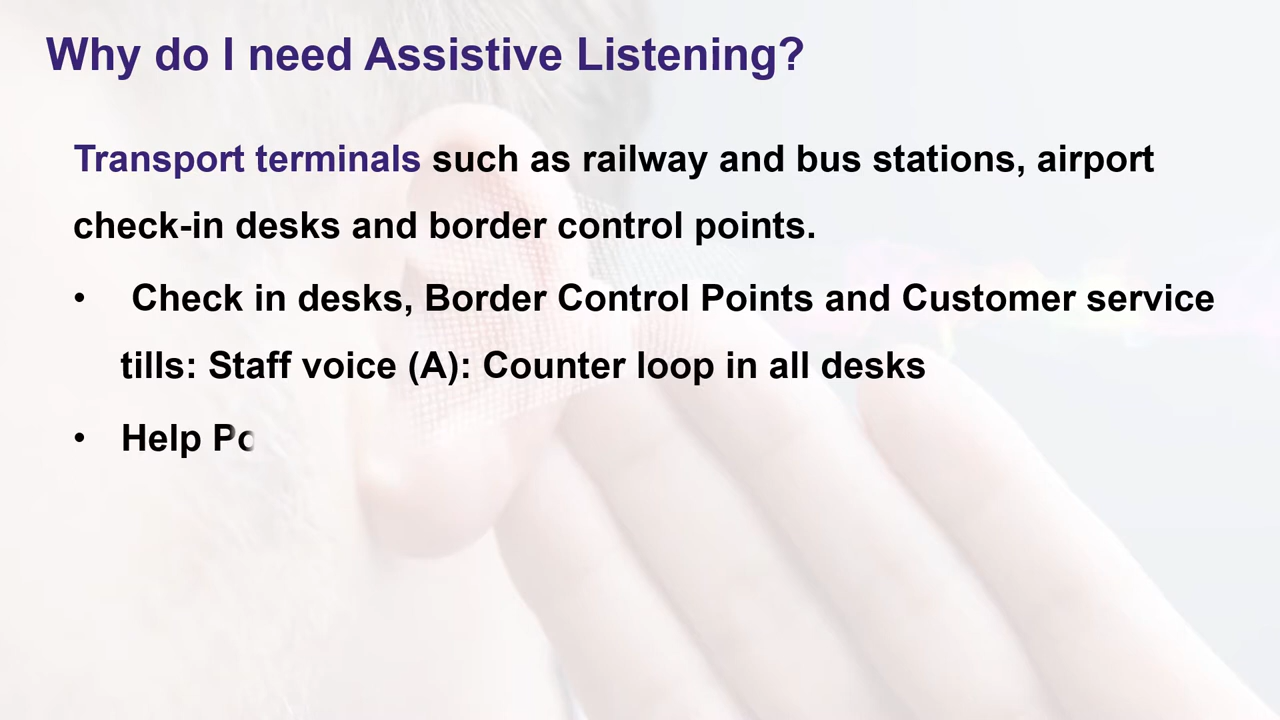 Why do I need Assistive Listening?
Transport terminals such as railway and bus stations, airport
check-in desks and border control points.
• Check in desks, Border Control Points and Customer service
tills: Staff voice (A): Counter loop in all desks
• Help